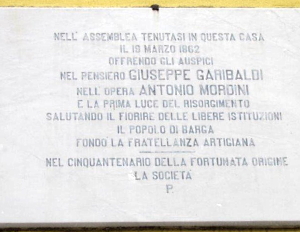 NELL' ASSEMBLEA TENUTASI IN QUESTA CASA
IL 18 MARZO 1862
OFFRENDO GLI AUSPICI
NEL PENSIERO GIUSEPPE GARIBALDI
NELL'OPERA ANTONIO MORDINI
E LA PRIMA LUCE DEL RISORGIMENTO
SALUTANDO IL FIORIRE DELLE LIBERE ISTITUZIONI
IL POPOLO DI BARGA
FONDÒ LA FRATELLANZA ARTIGIANA
NEL CINQUANTENARIO DELLA FORTUNATA ORIGINE
LA SOCIETÀ
P.